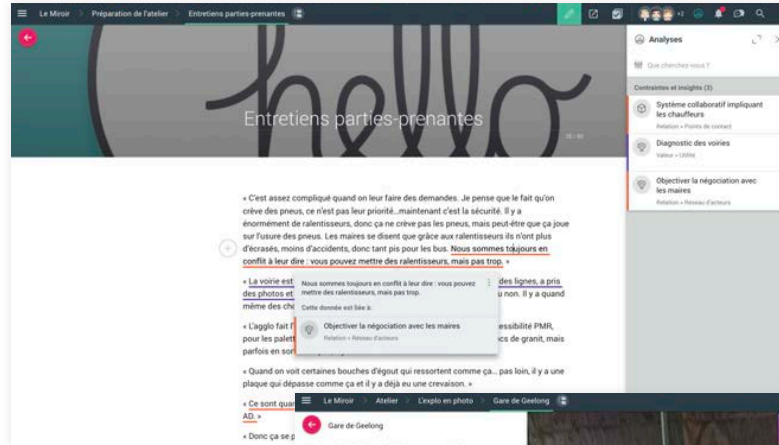 Le Miroir > Préparation de l'atelier > Entretiens parties-prenantes
+2
hello
Entretiens parties-prenantes
Analyses
Que cherchez-vous ?
Contraintes et insights (3)
Système collaboratif impliquant
les chauffeurs
Relation » Points de contact
Diagnostic des voiries
Valeur » Utilité
Objectiver la négociation avec
les maires
Relation » Réseau d'acteurs
« C'est assez compliqué quand on leur faire des demandes. Je pense que le fait qu'on
crève des pneus, ce n'est pas leur priorité...maintenant c'est la sécurité. Il y a
énormément de ralentisseurs, donc ça ne crève pas les pneus, mais peut-être que ça joue
sur l'usure des pneus. Les maires se disent que grâce aux ralentisseurs ils n'ont plus
d'écrasés, moins d'accidents, donc tant pis pour les bus. Nous sommes toujours en
conflit à leur dire : vous pouvez mettre des ralentisseurs, mais pas trop. »
« La voirie est
des lignes, a pris
des photos et
u non. Il y a quand
même des cho
Nous sommes toujours en conflit à leur dire : vous pouvez
mettre des ralentisseurs, mais pas trop.
Cette donnée est liée à:
Objectiver la négociation avec les maires
Relation » Réseau d'acteurs
« L'agglo fait l'
essibilité PMR,
pour les palett
cs de granit, mais
parfois en sor
« Quand on voit certaines bouches d'égout qui ressortent comme ça... pas loin, il y a une
plaque qui dépasse comme ça et il y a déjà eu une crevaison. »
« Ce sont quar
AD. »
« Donc ça se p
Le Miroir > Atelier > L'explo en photo > Gare de Geelong
Gare de Geelong